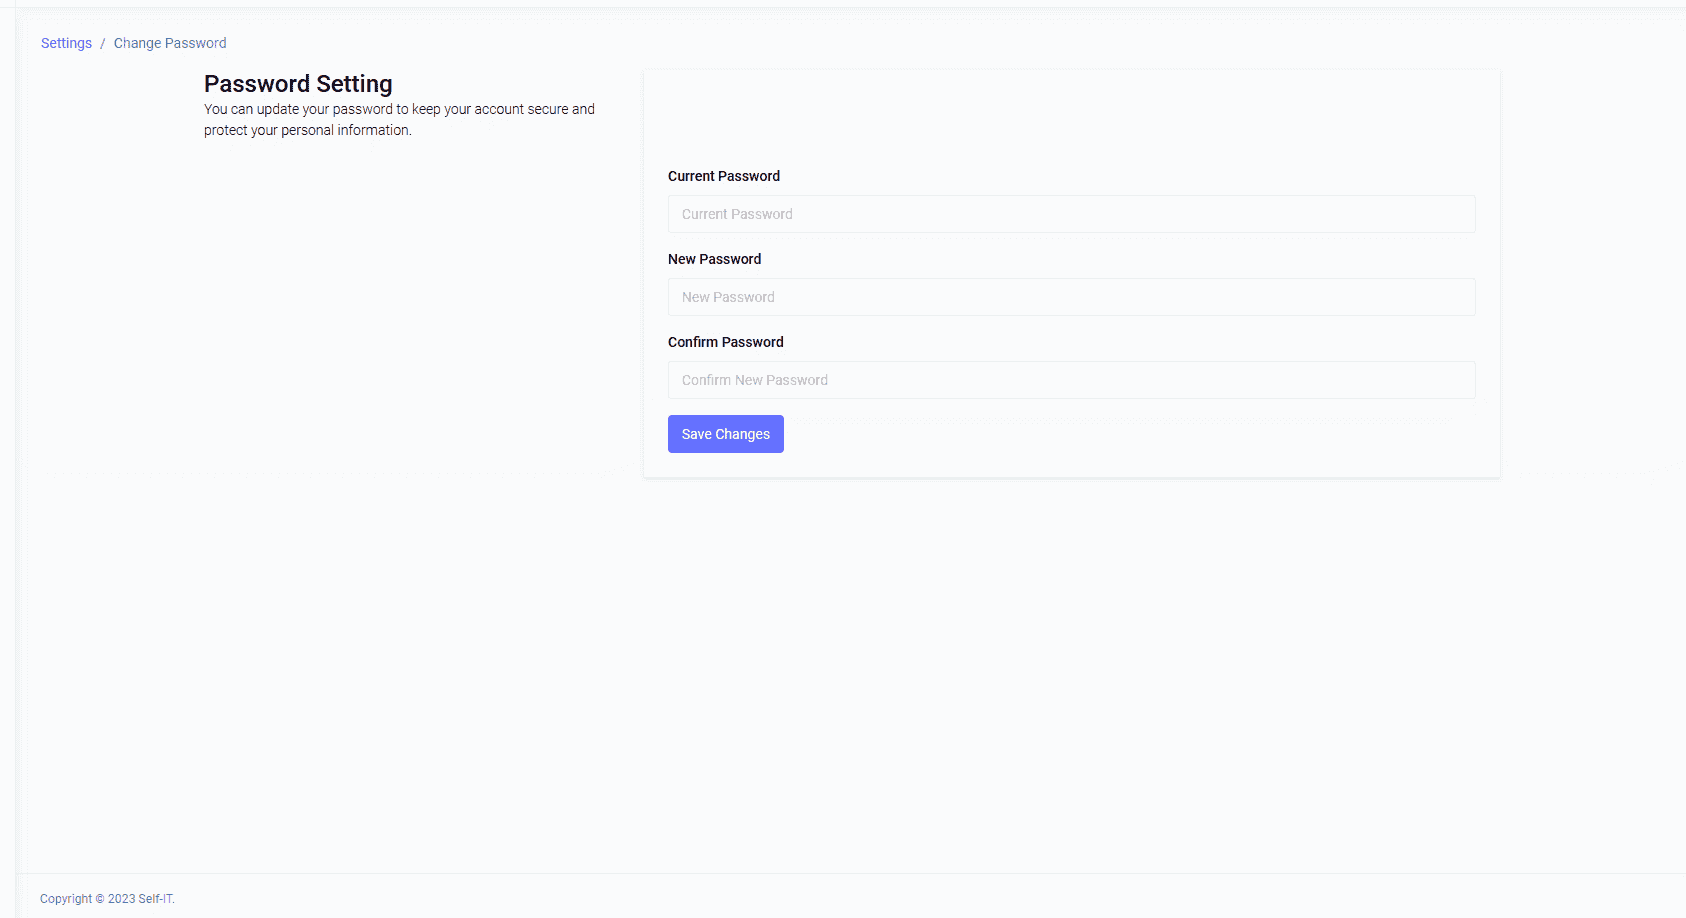 Settings / Change Password
Password Setting
You can update your password to keep your account secure and
protect your personal information.
Current Password
Current Password
New Password
New Password
Confirm Password
Confirm New Password
Save Changes
Copyright © 2023 Self-IT.